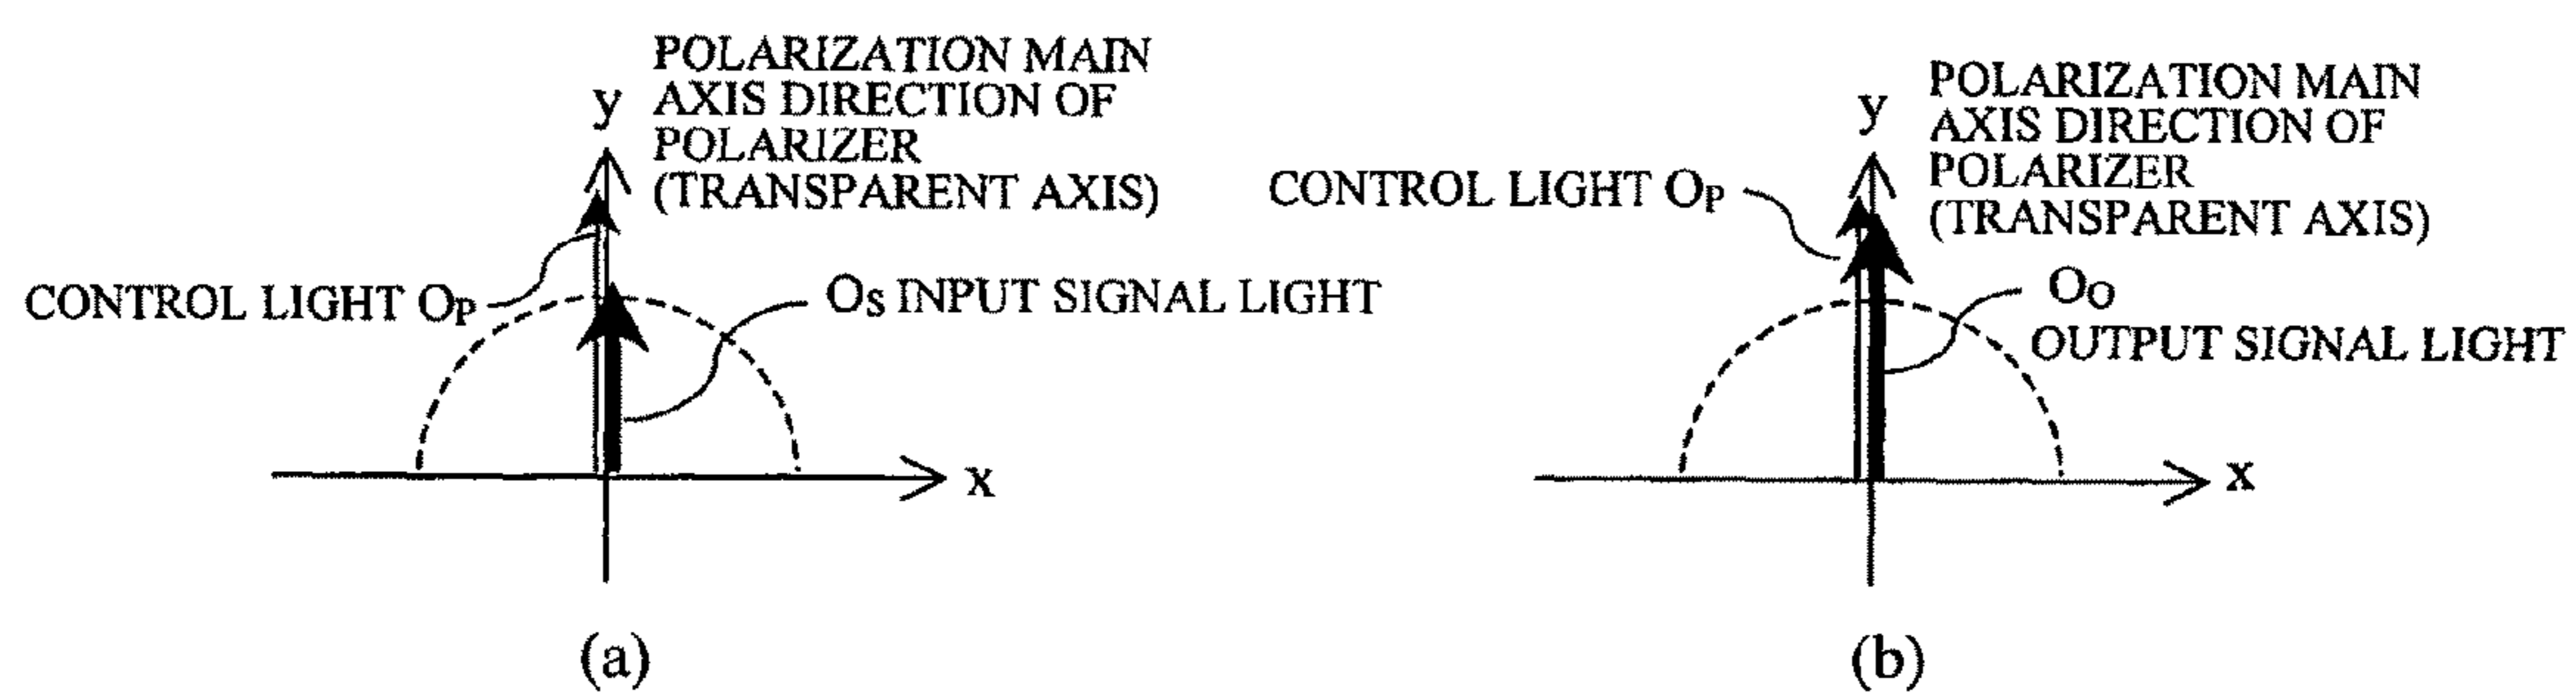 POLARIZATION MAIN
AXIS DIRECTION OF
POLARIZER
(TRANSPARENT AXIS)
y
CONTROL LIGHT OP
OS INPUT SIGNAL LIGHT
x
(a)
POLARIZATION MAIN
AXIS DIRECTION OF
POLARIZER
(TRANSPARENT AXIS)
y
CONTROL LIGHT OP
OO
OUTPUT SIGNAL LIGHT
x
(b)